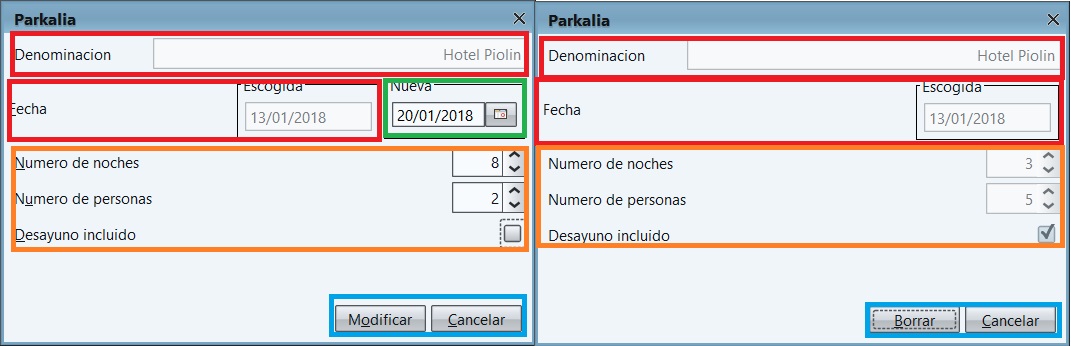 Parkalia
Denominacion Hotel Piolin
Escogida Nueva
Fecha 13/01/2018 20/01/2018
Numero de noches 8
Numero de personas 2
Desayuno incluido
Modificar Cancelar
Parkalia
Denominacion Hotel Piolin
Escogida
Fecha 13/01/2018
Numero de noches 3
Numero de personas 5
Desayuno incluido
Borrar Cancelar